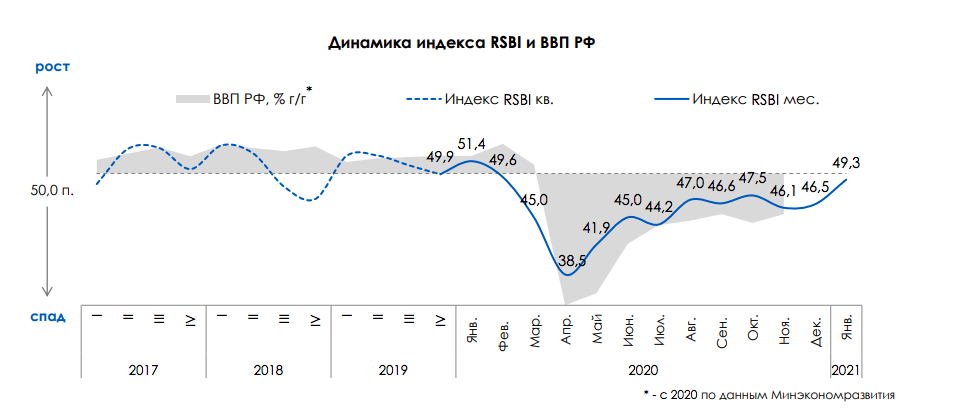 Динамика индекса RSBI и ВВП РФ
рост
ВВП РФ, % г/г*
Индекс RSBI кв.
Индекс RSBI мес.
50,0 п.
49,9
51,4
49,6
45,0
38,5
41,9
45,0
44,2
47,0
46,6
47,5
46,1
46,5
49,3
спад
I II III IV I II III IV I II III IV Янв. Фев. Мар. Апр. Май Июн. Июл. Авг. Сен. Окт. Ноя. Дек. Янв.
2017 2018 2019 2020 2021
* - с 2020 по данным Минэкономразвития